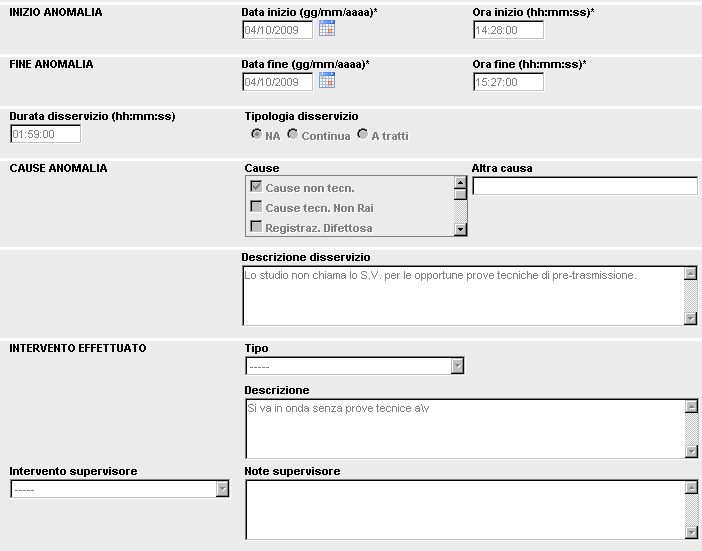 INIZIO ANOMALIA Data inizio (gg/mm/aaaa)* Ora inizio (hh:mm:ss)*
04/10/2009 14:28:00
FINE ANOMALIA Data fine (gg/mm/aaaa)* Ora fine (hh:mm:ss)*
04/10/2009 15:27:00
Durata disservizio (hh:mm:ss) Tipologia disservizio
01:59:00 NA Continua A tratti
CAUSE ANOMALIA Cause Altra causa
Cause non tecn.
Cause tecn. Non Rai
Registraz. Difettosa
Descrizione disservizio
Lo studio non chiama lo S.V. per le opportune prove tecniche di pre-trasmissione.
INTERVENTO EFFETTUATO Tipo
-----
Descrizione
Si va in onda senza prove tecnice a\v
Intervento supervisore Note supervisore
-----